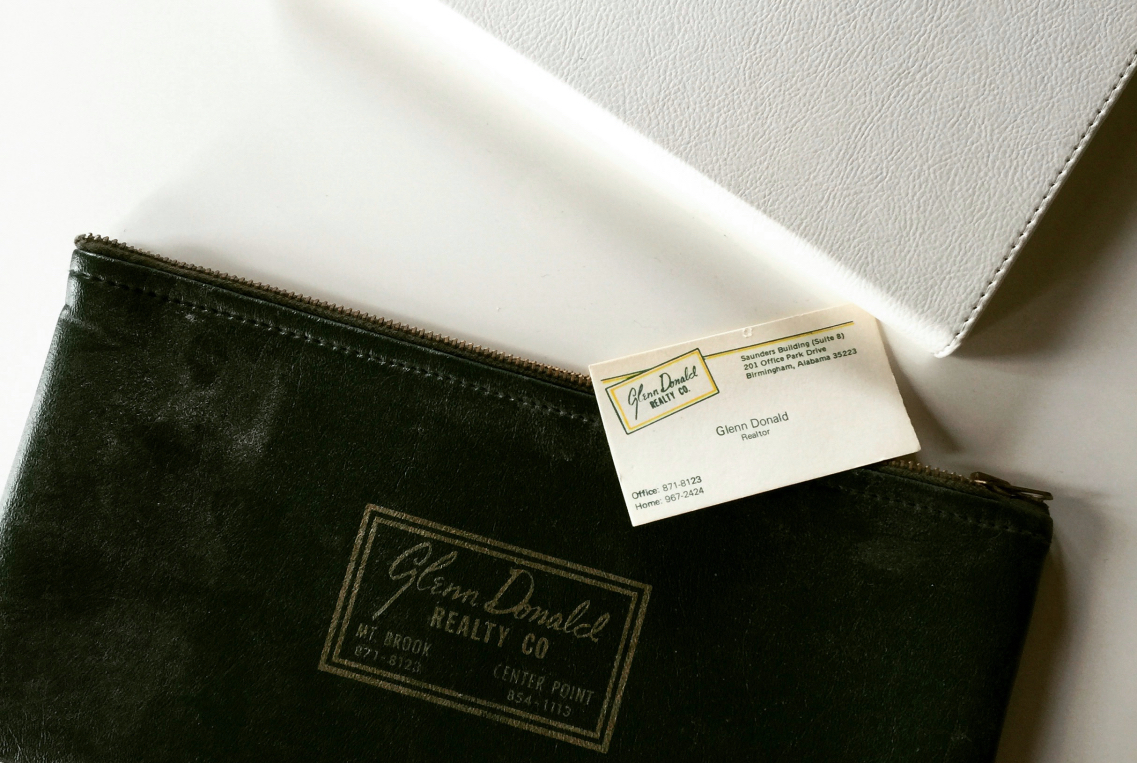 Saunders Building (Suite 8)
201 Office Park Drive
Birmingham, Alabama 35223
Glenn Donald
REALTY CO.
Glenn Donald
Realtor
Office: 871-8123
Home: 967-2424
Glenn Donald
REALTY CO
MT. BROOK
871-8123
CENTER POINT
854-1113